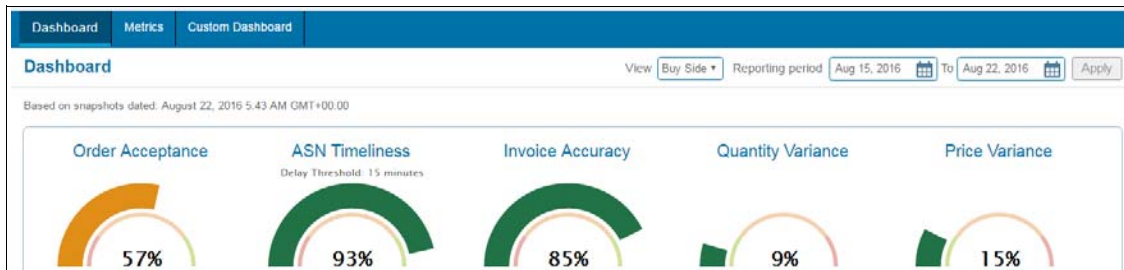 Dashboard Metrics Custom Dashboard
Dashboard View Buy Side Reporting period Aug 15, 2016 To Aug 22, 2016 Apply
Based on snapshots dated: August 22, 2016 5.43 AM GMT+00:00
Order Acceptance ASN Timeliness Invoice Accuracy Quantity Variance Price Variance
Delay Threshold: 15 minutes
57% 93% 85% 9% 15%